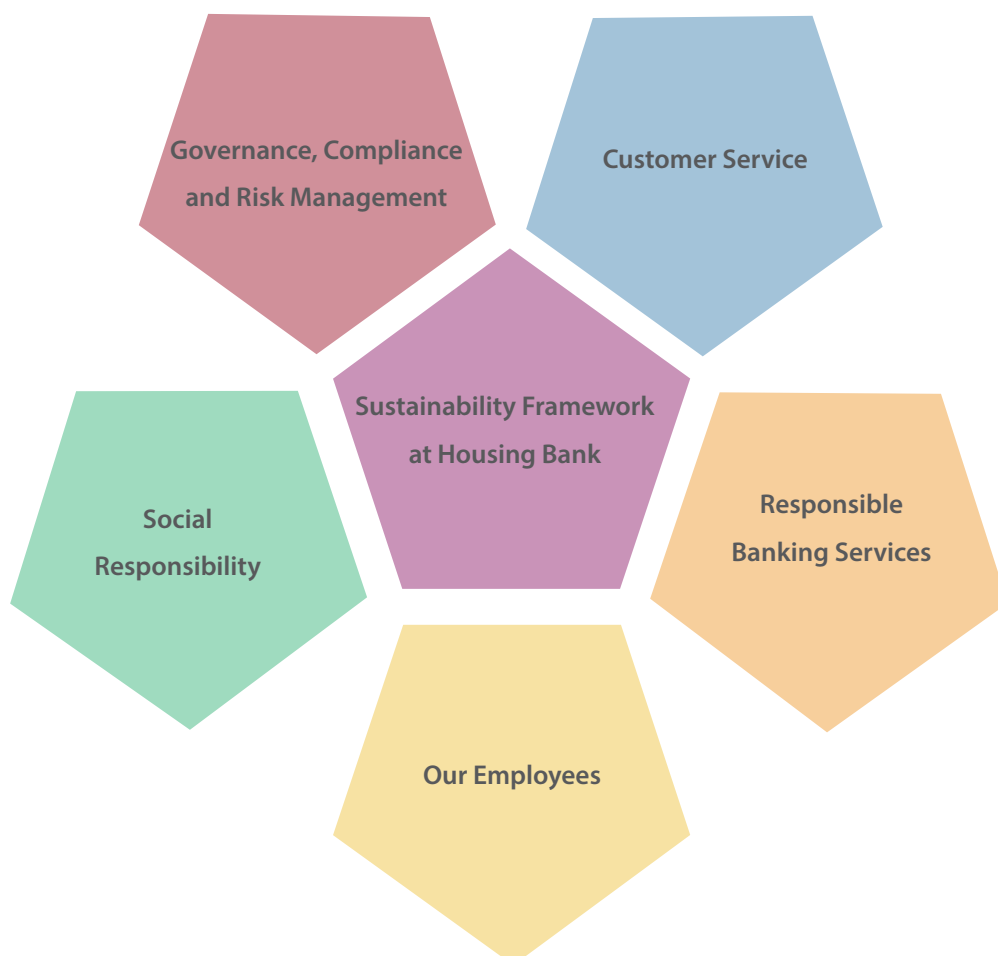 Governance, Compliance
and Risk Management
Customer Service
Sustainability Framework
at Housing Bank
Social
Responsibility
Responsible
Banking Services
Our Employees